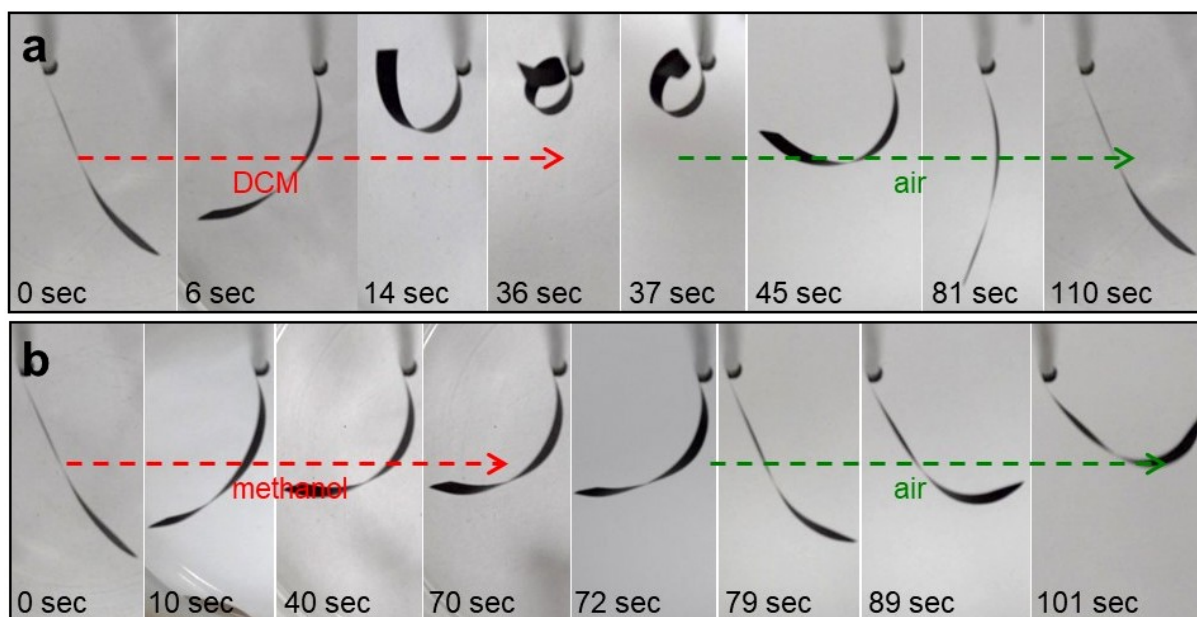 a
DCM
air
0 sec
6 sec
14 sec
36 sec
37 sec
45 sec
81 sec
110 sec
b
methanol
air
0 sec
10 sec
40 sec
70 sec
72 sec
79 sec
89 sec
101 sec